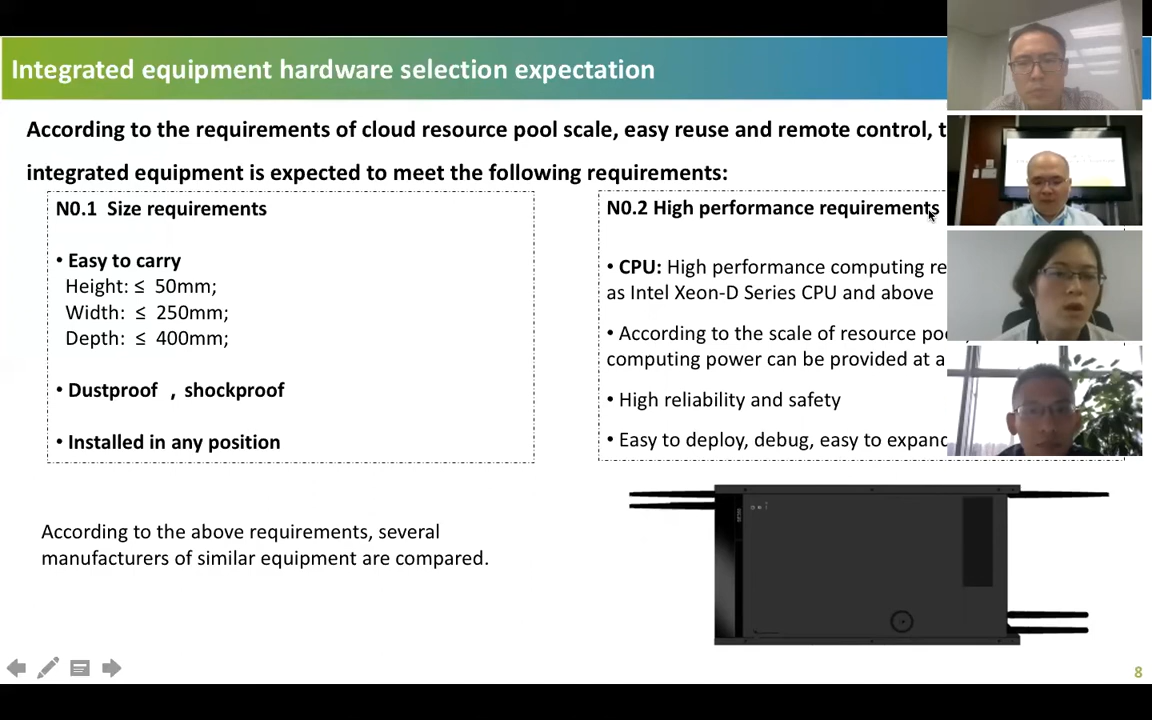 Integrated equipment hardware selection expectation
According to the requirements of cloud resource pool scale, easy reuse and remote control,
integrated equipment is expected to meet the following requirements:
N0.1 Size requirements
• Easy to carry
Height: ≤ 50mm;
Width: ≤ 250mm;
Depth: ≤ 400mm;
• Dustproof , shockproof
• Installed in any position
N0.2 High performance requirements
• CPU: High performance computing
as Intel Xeon-D Series CPU and above
• According to the scale of resource
computing power can be provided at a
• High reliability and safety
• Easy to deploy, debug, easy to
According to the above requirements, several
manufacturers of similar equipment are compared.
8